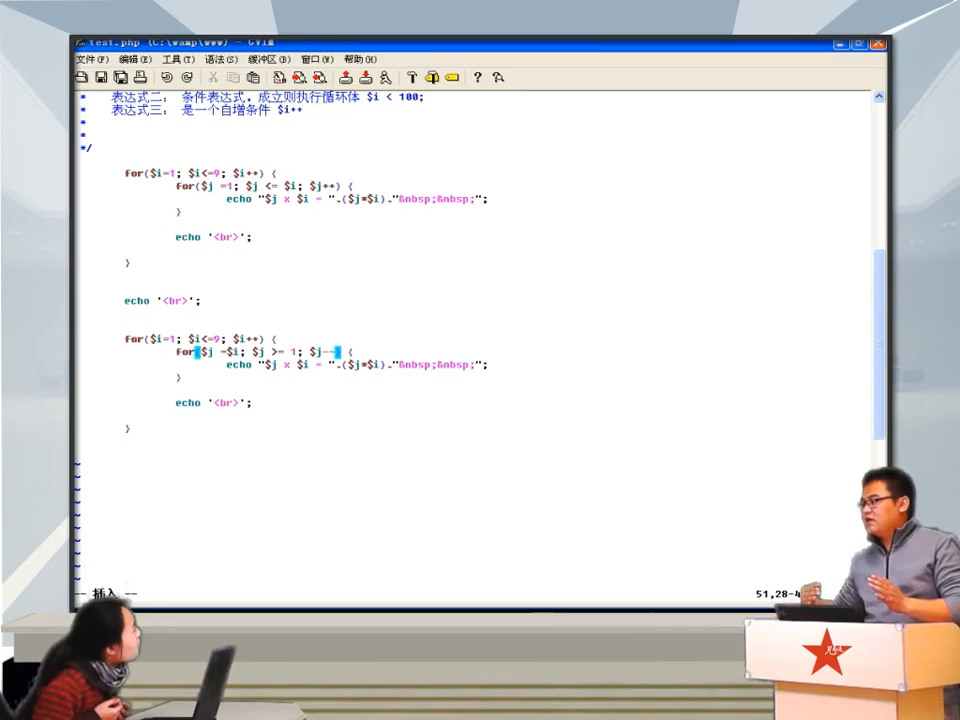 test.php (C:\wamp\www) - GVIM
文件(F) 编辑(E) 工具(T) 语法(S) 缓冲区(B) 窗口(W) 帮助(H)
* 表达式二: 条件表达式,成立则执行循环体 $i < 100;
* 表达式三: 是一个自增条件 $i++
*
*
*/
for($i=1; $i<=9; $i++) {
for($j =1; $j <= $i; $j++) {
echo "$j x $i = ".($j*$i)."&nbsp;&nbsp;";
}
echo '<br>';
}
echo '<br>';
for($i=1; $i<=9; $i++) {
for($j =$i; $j >= 1; $j--) {
echo "$j x $i = ".($j*$i)."&nbsp;&nbsp;";
}
echo '<br>';
}
~
~
~
~
~
~
~
~
~
~
-- 插入 --
51,28-4